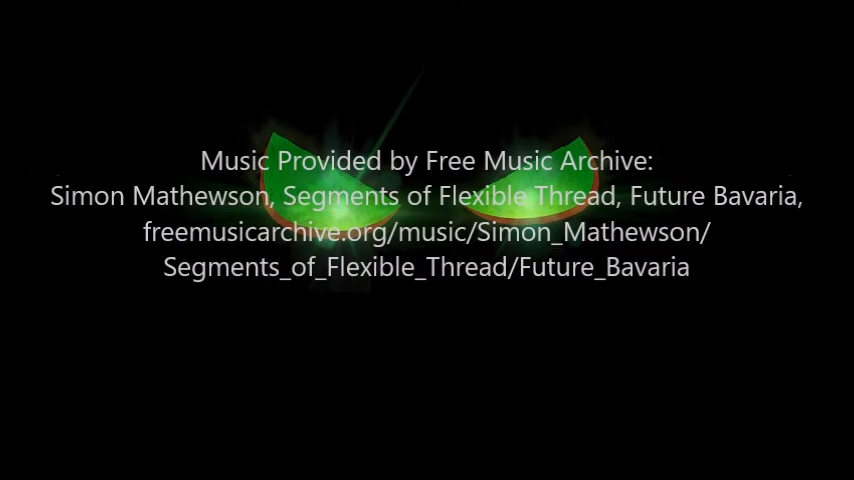 Music Provided by Free Music Archive:
Simon Mathewson, Segments of Flexible Thread, Future Bavaria,
freemusicarchive.org/music/Simon_Mathewson/
Segments_of_Flexible_Thread/Future_Bavaria